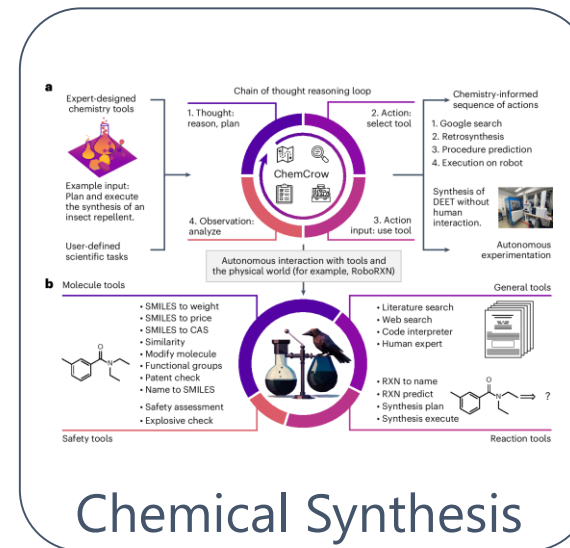 a
Expert-designed
chemistry tools
Example input:
Plan and execute
the synthesis of an
insect repellent.
User-defined
scientific tasks
Chain of thought reasoning loop
1. Thought:
reason, plan
2. Action:
select tool
ChemCrow
4. Observation:
analyze
3. Action
input: use tool
Chemistry-informed
sequence of actions
1. Google search
2. Retrosynthesis
3. Procedure prediction
4. Execution on robot
Synthesis of
DEET without
human
interaction.
Autonomous
experimentation
Autonomous interaction with tools and
the physical world (for example, RoboRXN)
b
Molecule tools
• SMILES to weight
• SMILES to price
• SMILES to CAS
• Similarity
• Modify molecule
• Functional groups
• Patent check
• Name to SMILES
• Safety assessment
• Explosive check
O
N
Safety tools
General tools
• Literature search
• Web search
• Code interpreter
• Human expert
• RXN to name
• RXN predict
• Synthesis plan
• Synthesis execute
O
N
?
Reaction tools
Chemical Synthesis